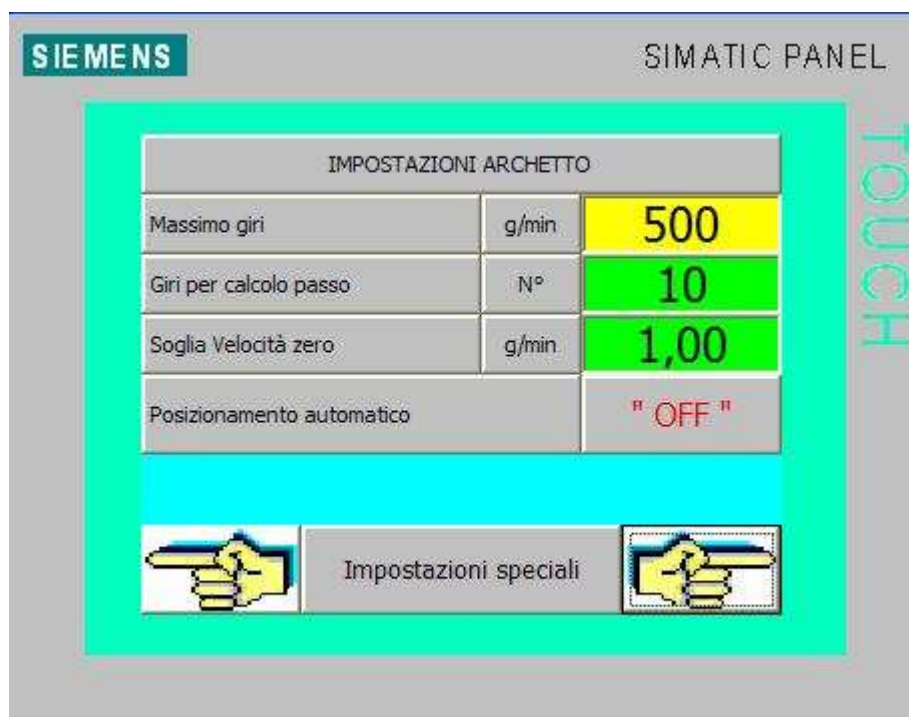 SIEMENS
SIMATIC PANEL
TOUCH
IMPOSTAZIONI ARCHETTO
Massimo giri g/min 500
Giri per calcolo passo N° 10
Soglia Velocità zero g/min 1,00
Posizionamento automatico " OFF "
Impostazioni speciali